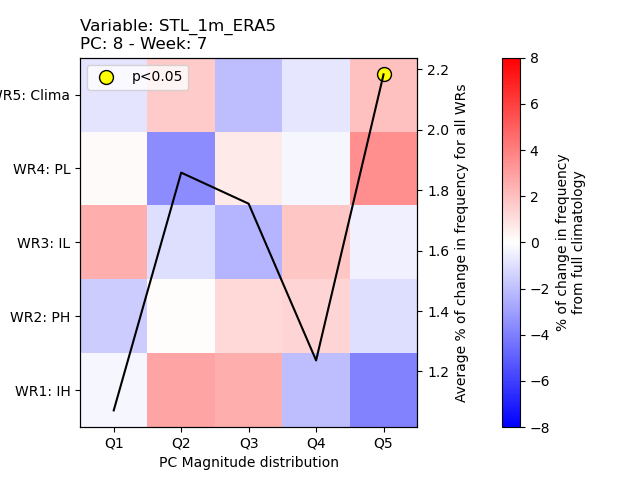 Variable: STL_1m_ERA5
PC: 8 - Week: 7
p<0.05
WR5: Clima
WR4: PL
WR3: IL
WR2: PH
WR1: IH
Q1 Q2 Q3 Q4 Q5
PC Magnitude distribution
2.2
2.0
1.8
1.6
1.4
1.2
Average % of change in frequency for all WRs
8
6
4
2
0
−2
−4
−6
−8
% of change in frequency
from full climatology